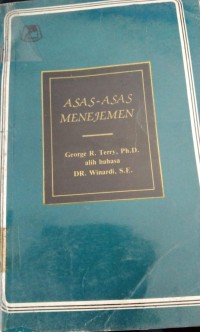 ASAS-ASAS
MENEJEMEN
George R. Terry, Ph.D.
alih bahasa
DR. Winardi, S.E.